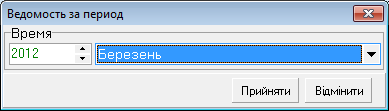 Ведомость за период
Время
2012 Березень
Прийняти Відмінити